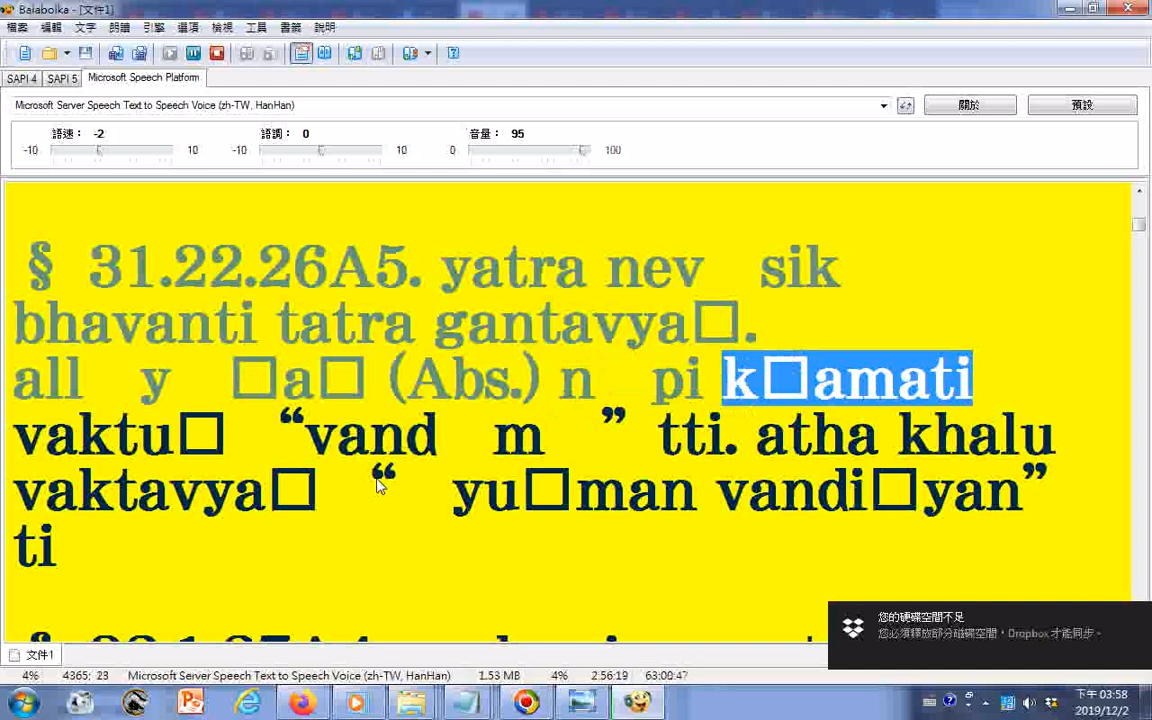 Balabolka - [文件1]
檔案 編輯 文字 朗讀 引擎 選項 檢視 工具 書籤 說明
SAPI 4 SAPI 5 Microsoft Speech Platform
Microsoft Server Speech Text to Speech Voice (zh-TW, HanHan) 關於 預設
語速： -2 語調： 0 音量： 95
-10 10 -10 10 0 100
§ 31.22.26A5. yatra nev sik
bhavanti tatra gantavya□.
all y □a□ (Abs.) n pi k□amati
vaktu□ “vand m ” tti. atha khalu
vaktavya□ “ yu□man vandi□yan”
ti
您的硬碟空間不足
您必須釋放部分磁碟空間，Dropbox 才能同步。
文件1
4% 4365: 23 Microsoft Server Speech Text to Speech Voice (zh-TW, HanHan) 1.53 MB 4% 2:56:19 63:00:47
下午 03:58
2019/12/2